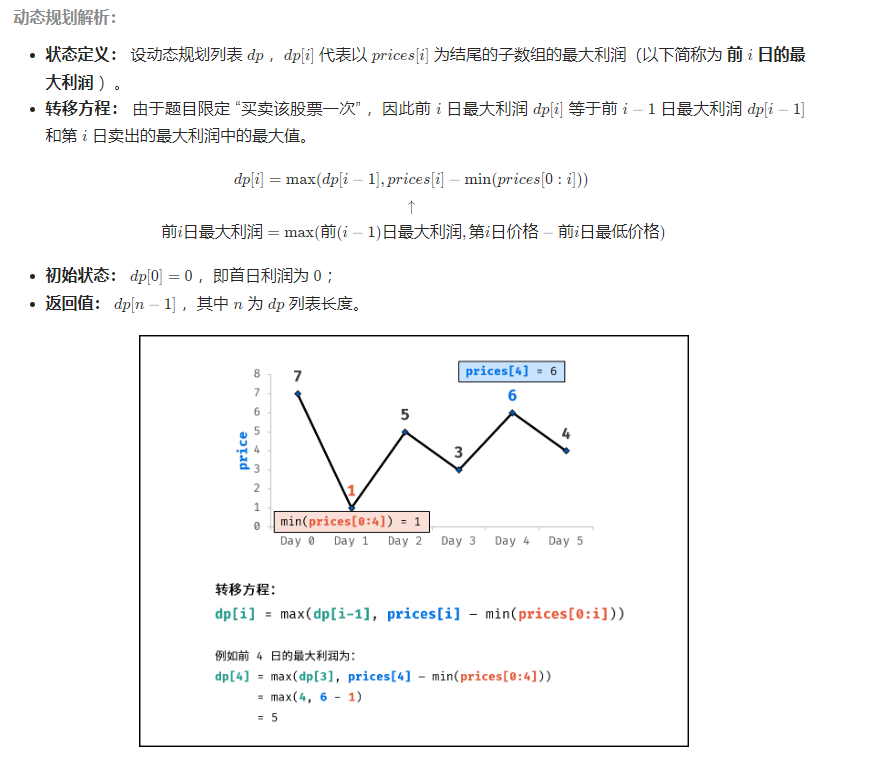 动态规划解析：
• 状态定义： 设动态规划列表 dp ，dp[i] 代表以 prices[i] 为结尾的子数组的最大利润（以下简称为 前 i 日的最
大利润 ）。
• 转移方程： 由于题目限定 “买卖该股票一次” ，因此前 i 日最大利润 dp[i] 等于前 i − 1 日最大利润 dp[i − 1]
和第 i 日卖出的最大利润中的最大值。
dp[i] = max(dp[i − 1], prices[i] − min(prices[0 : i]))
↑
前i日最大利润 = max(前(i − 1)日最大利润, 第i日价格 − 前i日最低价格)
• 初始状态： dp[0] = 0 ，即首日利润为 0 ；
• 返回值： dp[n − 1] ，其中 n 为 dp 列表长度。
prices[4] = 6
8
7
6
5
4
3
2
1
0
price
7
1
5
3
6
4
min(prices[0:4]) = 1
Day 0 Day 1 Day 2 Day 3 Day 4 Day 5
转移方程：
dp[i] = max(dp[i-1], prices[i] − min(prices[0:i]))
例如前 4 日的最大利润为：
dp[4] = max(dp[3], prices[4] − min(prices[0:4]))
= max(4, 6 - 1)
= 5